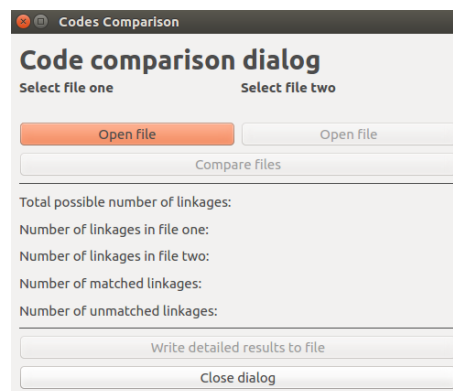 Codes Comparison
Code comparison dialog
Select file one Select file two
Open file Open file
Compare files
Total possible number of linkages:
Number of linkages in file one:
Number of linkages in file two:
Number of matched linkages:
Number of unmatched linkages:
Write detailed results to file
Close dialog